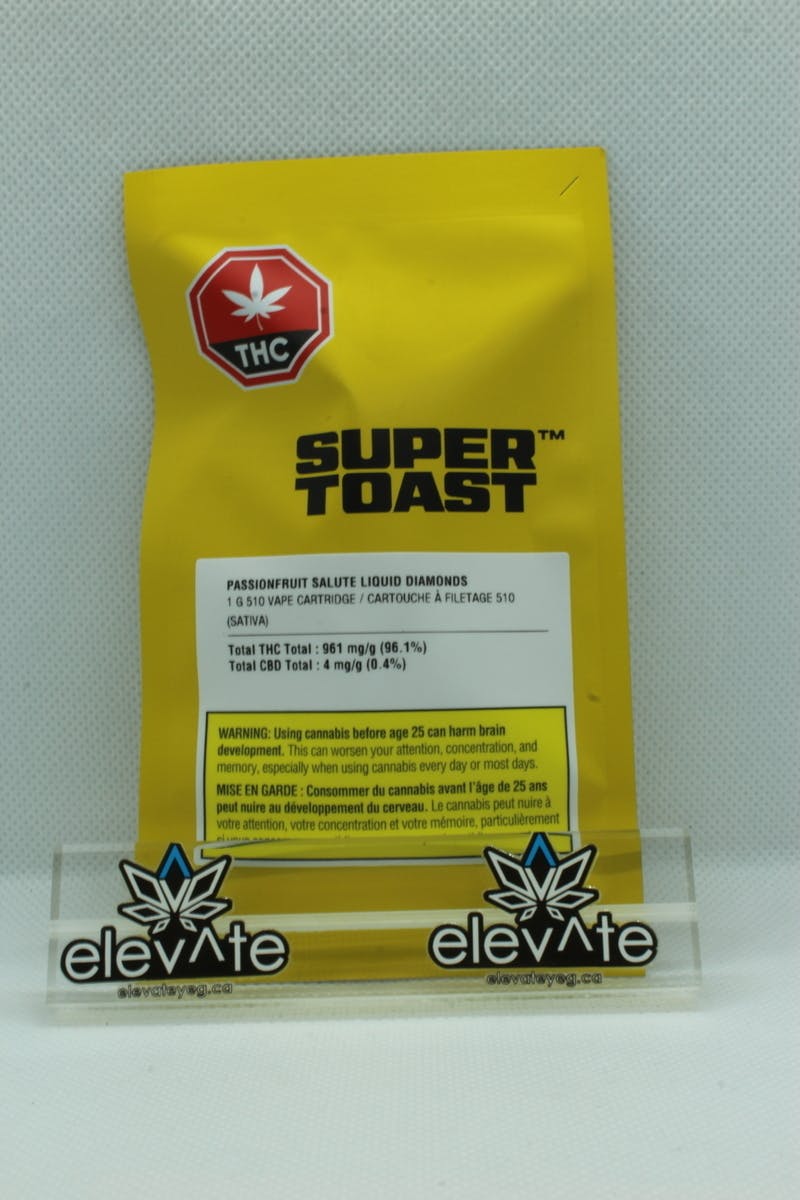 THC
SUPER™
TOAST
PASSIONFRUIT SALUTE LIQUID DIAMONDS
1 G 510 VAPE CARTRIDGE / CARTOUCHE À FILETAGE 510
(SATIVA)
Total THC Total : 961 mg/g (96.1%)
Total CBD Total : 4 mg/g (0.4%)
WARNING: Using cannabis before age 25 can harm brain
development. This can worsen your attention, concentration, and
memory, especially when using cannabis every day or most days.
MISE EN GARDE : Consommer du cannabis avant l'âge de 25 ans
peut nuire au développement du cerveau. Le cannabis peut nuire à
votre attention, votre concentration et votre mémoire, particulièrement
si vous
elevʌte
elevateyeg.ca
elevʌte
elevateyeg.ca